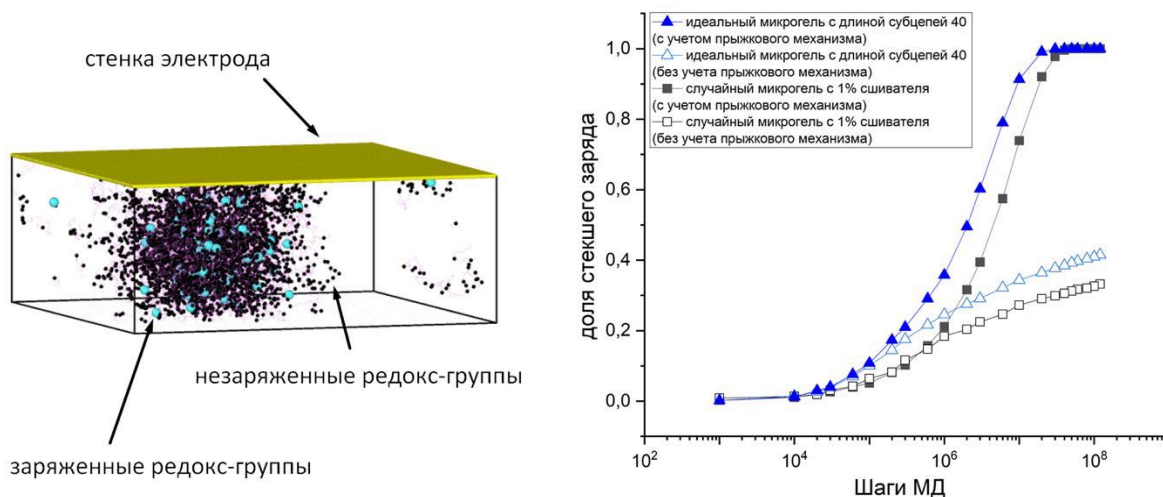 стенка электрода
незаряженные редокс-группы
заряженные редокс-группы
идеальный микрогель с длиной субцепей 40
(с учетом прыжкового механизма)
идеальный микрогель с длиной субцепей 40
(без учета прыжкового механизма)
случайный микрогель с 1% сшивателя
(с учетом прыжкового механизма)
случайный микрогель с 1% сшивателя
(без учета прыжкового механизма)
доля стекшего заряда
1,0
0,8
0,6
0,4
0,2
0,0
10²
10⁴
10⁶
10⁸
Шаги МД